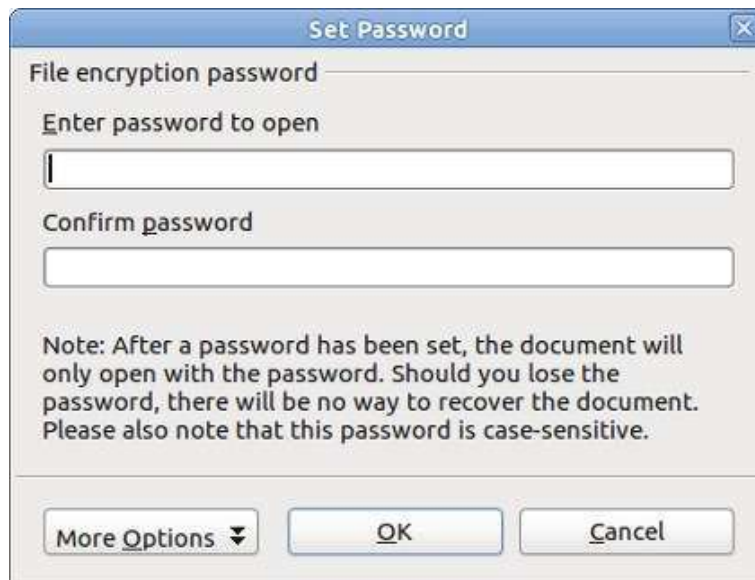 Set Password
File encryption password
Enter password to open
Confirm password
Note: After a password has been set, the document will
only open with the password. Should you lose the
password, there will be no way to recover the document.
Please also note that this password is case-sensitive.
More Options
OK
Cancel